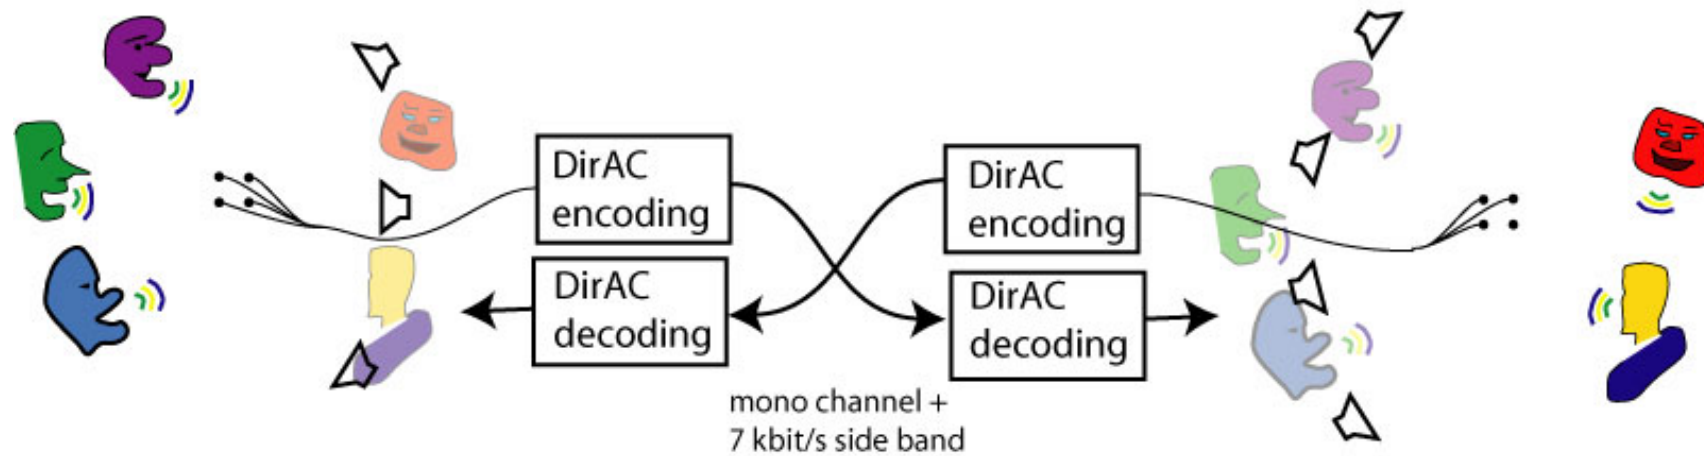 DirAC
encoding
DirAC
decoding
DirAC
encoding
DirAC
decoding
mono channel +
7 kbit/s side band